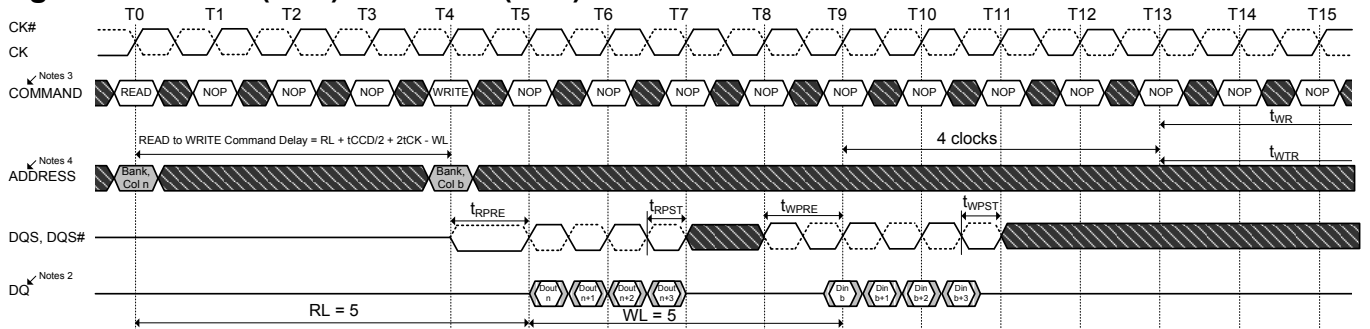 T0 T1 T2 T3 T4 T5 T6 T7 T8 T9 T10 T11 T12 T13 T14 T15
CK#
CK
Notes 3
COMMAND READ NOP NOP NOP WRITE NOP NOP NOP NOP NOP NOP NOP NOP NOP NOP NOP
tWR
READ to WRITE Command Delay = RL + tCCD/2 + 2tCK - WL
4 clocks
tWTR
Notes 4
ADDRESS
Bank, Col n
Bank, Col b
tRPRE tRPST tWPRE tWPST
DQS, DQS#
Notes 2
DQ
Dout n
Dout n+1
Dout n+2
Dout n+3
Din b
Din b+1
Din b+2
Din b+3
RL = 5 WL = 5